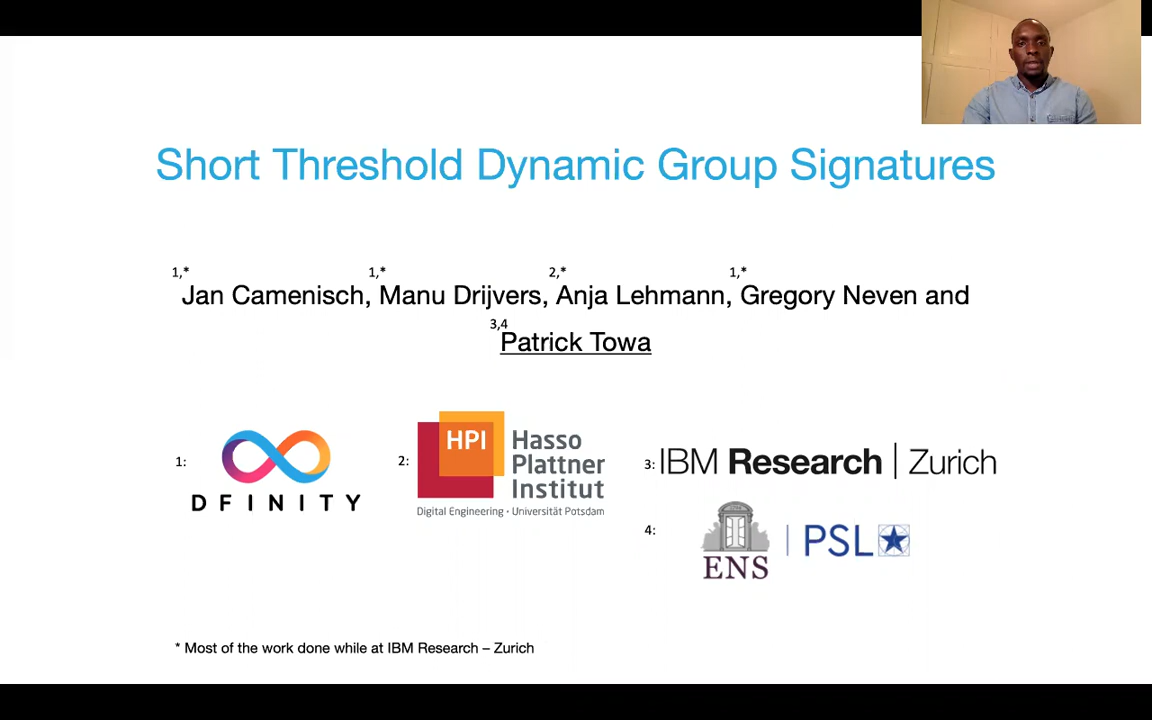 Short Threshold Dynamic Group Signatures
1,* 1,* 2,* 1,*
Jan Camenisch, Manu Drijvers, Anja Lehmann, Gregory Neven and
3,4
Patrick Towa
1:
DFINITY
2:
HPI
Hasso
Plattner
Institut
Digital Engineering • Universität Potsdam
3: IBM Research | Zurich
4:
ENS
PSL
* Most of the work done while at IBM Research – Zurich